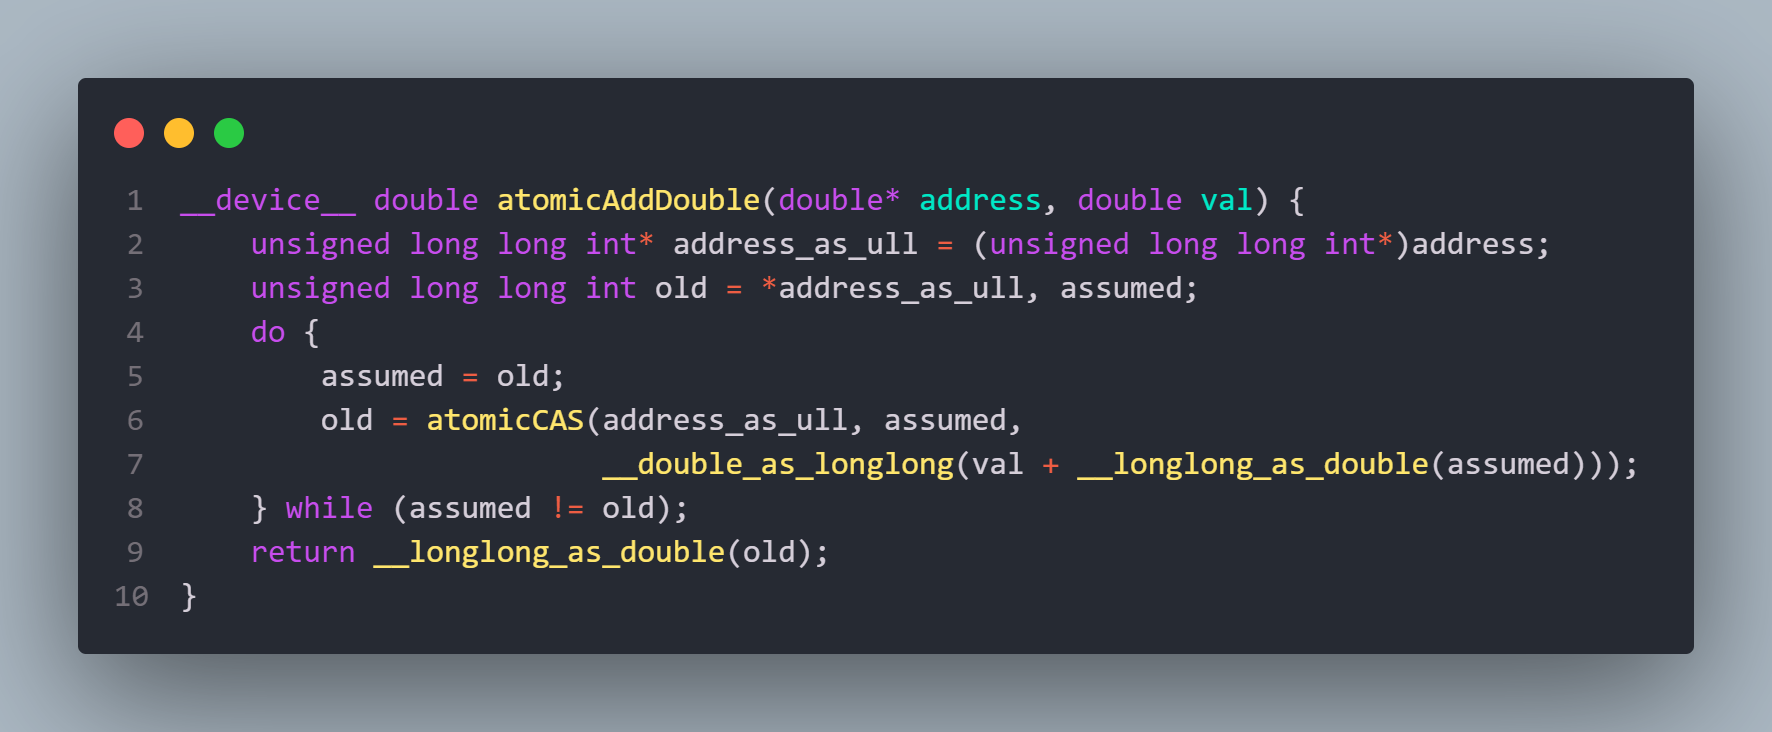 1 __device__ double atomicAddDouble(double* address, double val) {
2     unsigned long long int* address_as_ull = (unsigned long long int*)address;
3     unsigned long long int old = *address_as_ull, assumed;
4     do {
5         assumed = old;
6         old = atomicCAS(address_as_ull, assumed,
7                         __double_as_longlong(val + __longlong_as_double(assumed)));
8     } while (assumed != old);
9     return __longlong_as_double(old);
10 }